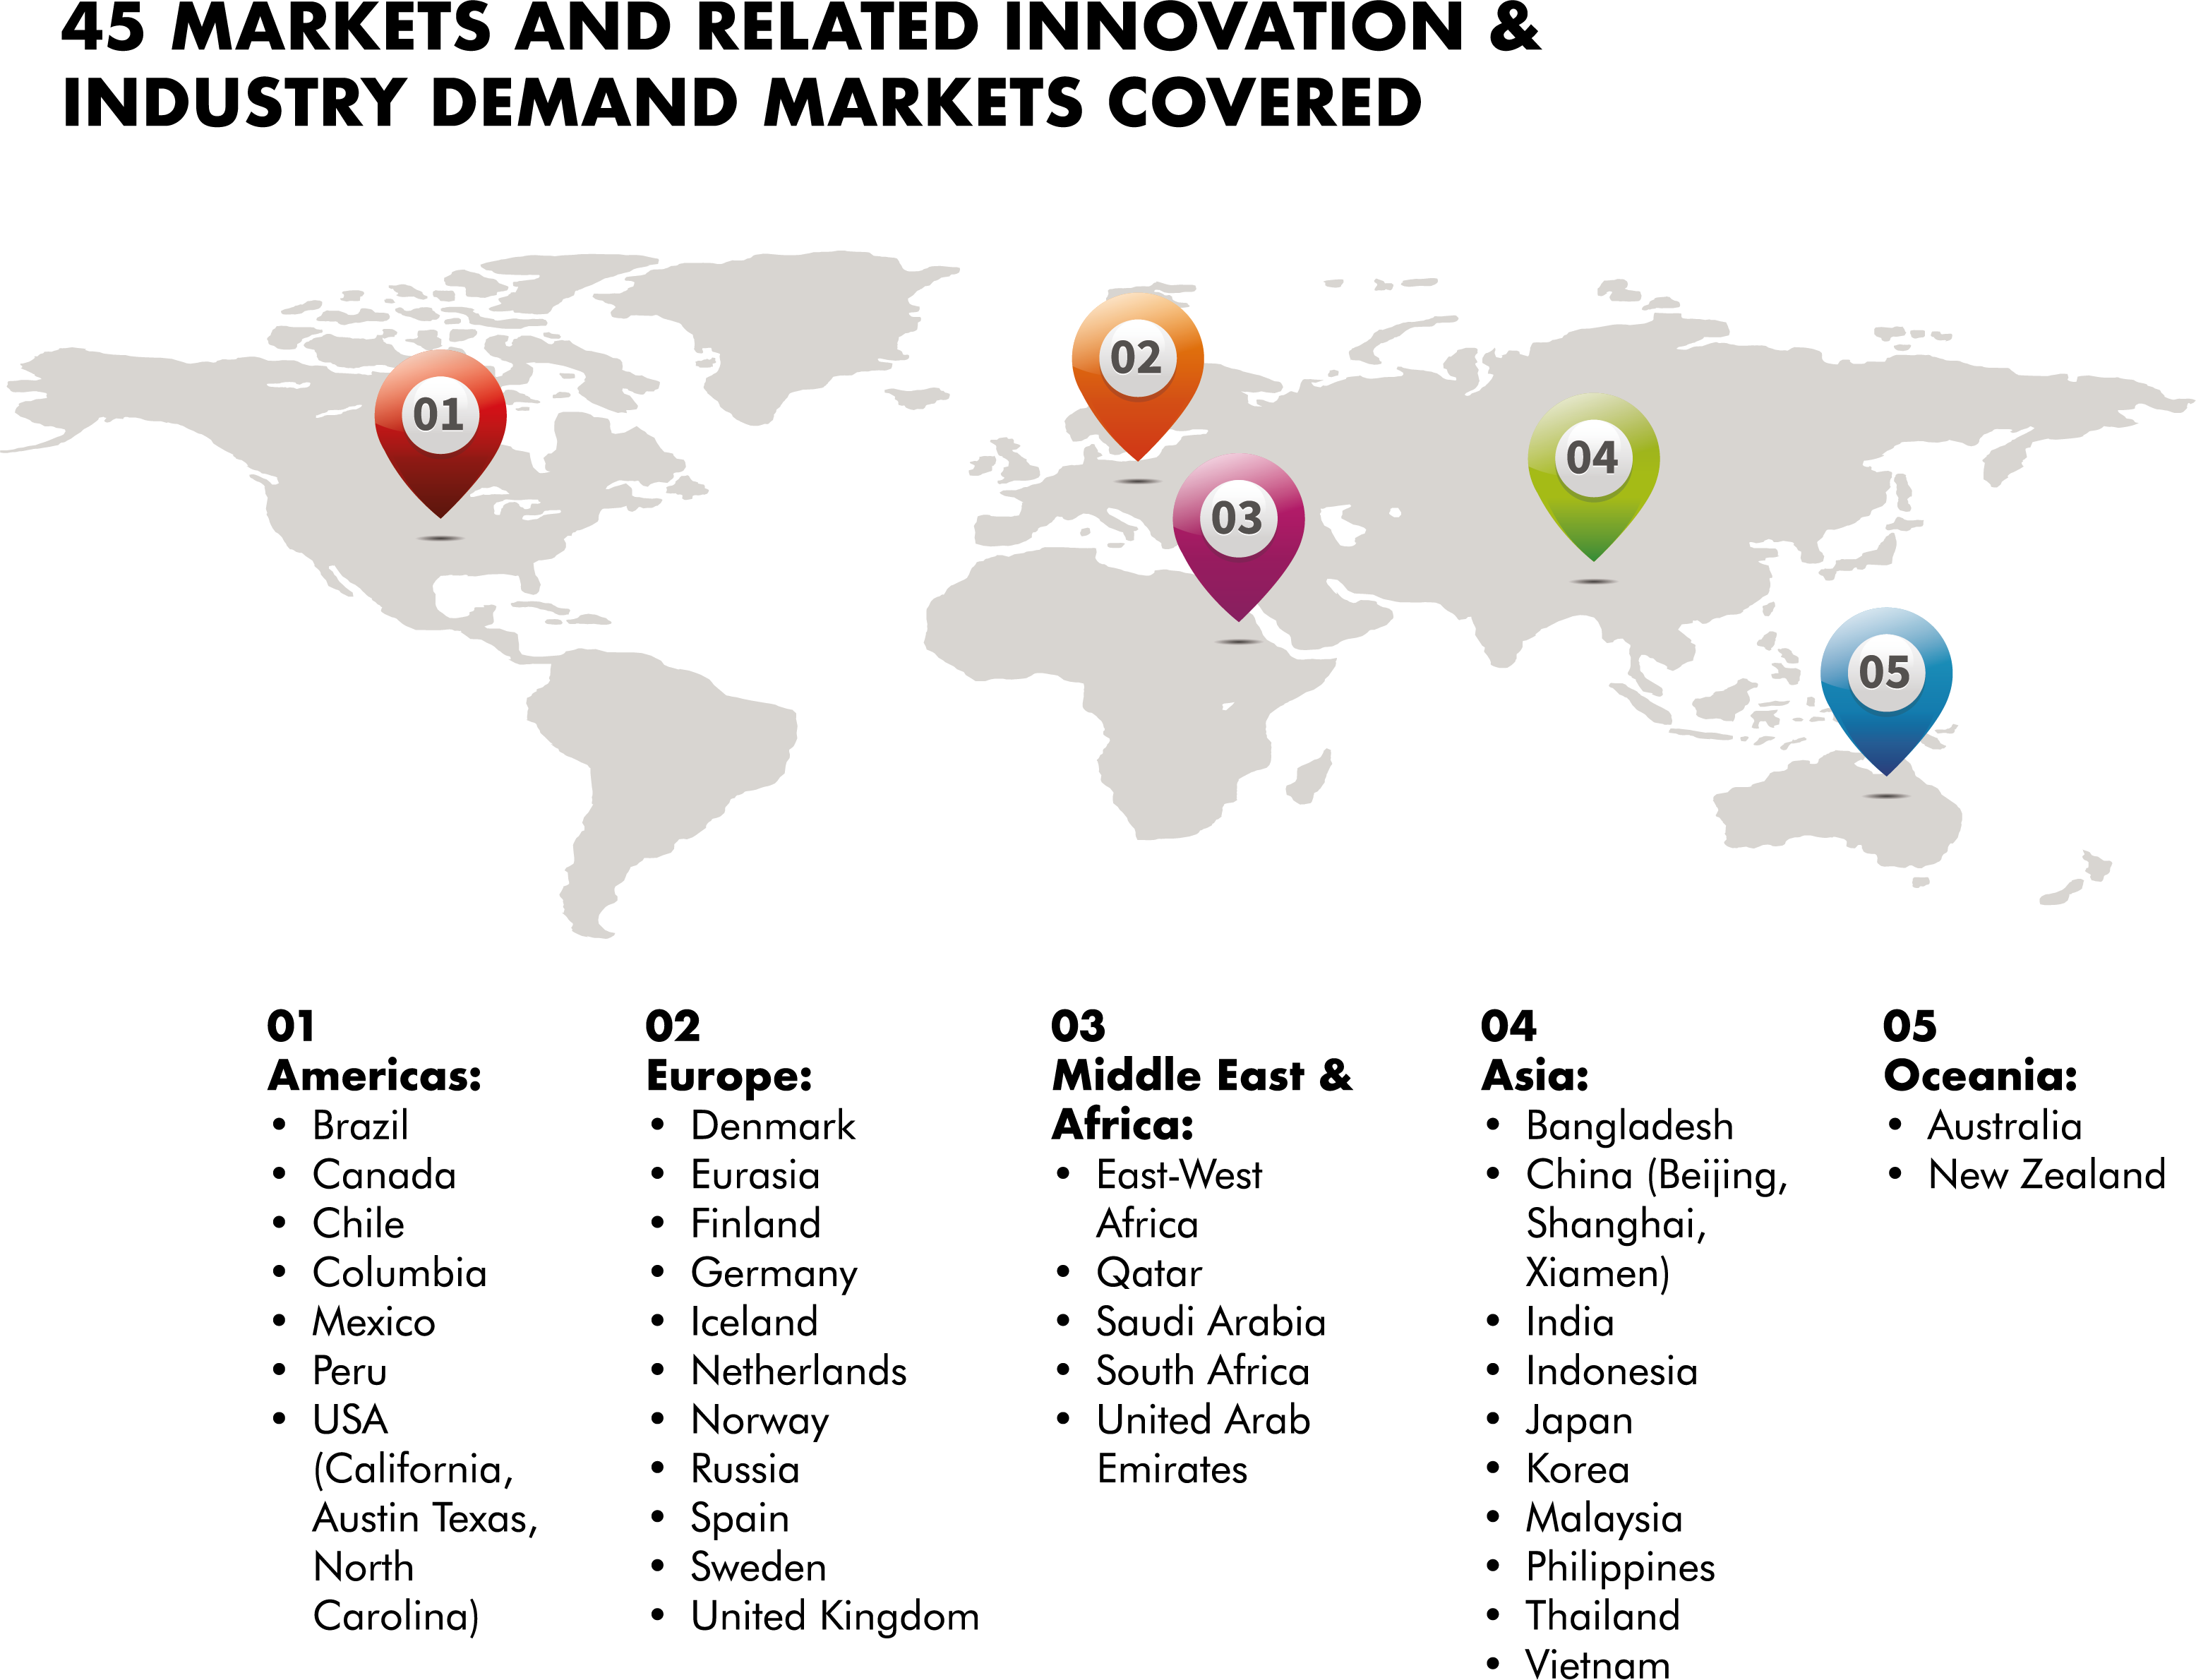 45 MARKETS AND RELATED INNOVATION &
INDUSTRY DEMAND MARKETS COVERED
01
02
03
04
05
01
Americas:
• Brazil
• Canada
• Chile
• Columbia
• Mexico
• Peru
• USA
(California,
Austin Texas,
North
Carolina)
02
Europe:
• Denmark
• Eurasia
• Finland
• Germany
• Iceland
• Netherlands
• Norway
• Russia
• Spain
• Sweden
• United Kingdom
03
Middle East &
Africa:
• East-West
Africa
• Qatar
• Saudi Arabia
• South Africa
• United Arab
Emirates
04
Asia:
• Bangladesh
• China (Beijing,
Shanghai,
Xiamen)
• India
• Indonesia
• Japan
• Korea
• Malaysia
• Philippines
• Thailand
• Vietnam
05
Oceania:
• Australia
• New Zealand